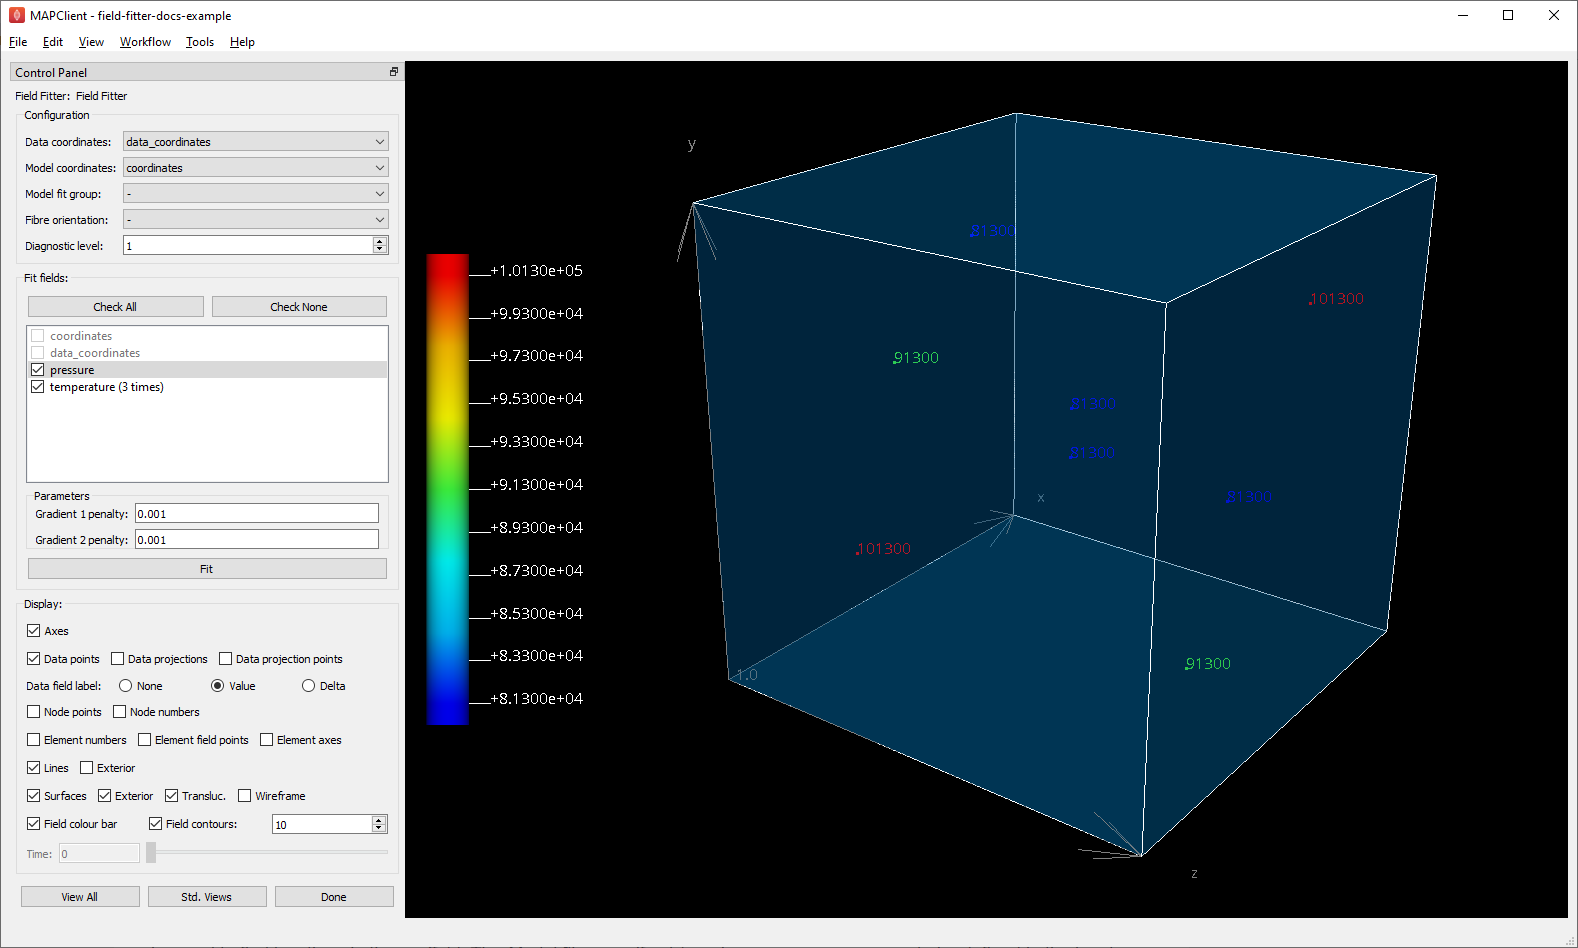 MAPClient - field-fitter-docs-example
File Edit View Workflow Tools Help
Control Panel
Field Fitter: Field Fitter
Configuration
Data coordinates: data_coordinates
Model coordinates: coordinates
Model fit group: -
Fibre orientation: -
Diagnostic level: 1
Fit fields:
Check All Check None
coordinates
data_coordinates
pressure
temperature (3 times)
Parameters
Gradient 1 penalty: 0.001
Gradient 2 penalty: 0.001
Fit
Display:
Axes
Data points Data projections Data projection points
Data field label: None Value Delta
Node points Node numbers
Element numbers Element field points Element axes
Lines Exterior
Surfaces Exterior Transluc. Wireframe
Field colour bar Field contours: 10
Time: 0
View All Std. Views Done
+1.0130e+05
+9.9300e+04
+9.7300e+04
+9.5300e+04
+9.3300e+04
+9.1300e+04
+8.9300e+04
+8.7300e+04
+8.5300e+04
+8.3300e+04
+8.1300e+04
y
81300
101300
91300
81300
81300
x
81300
101300
91300
1.0
z